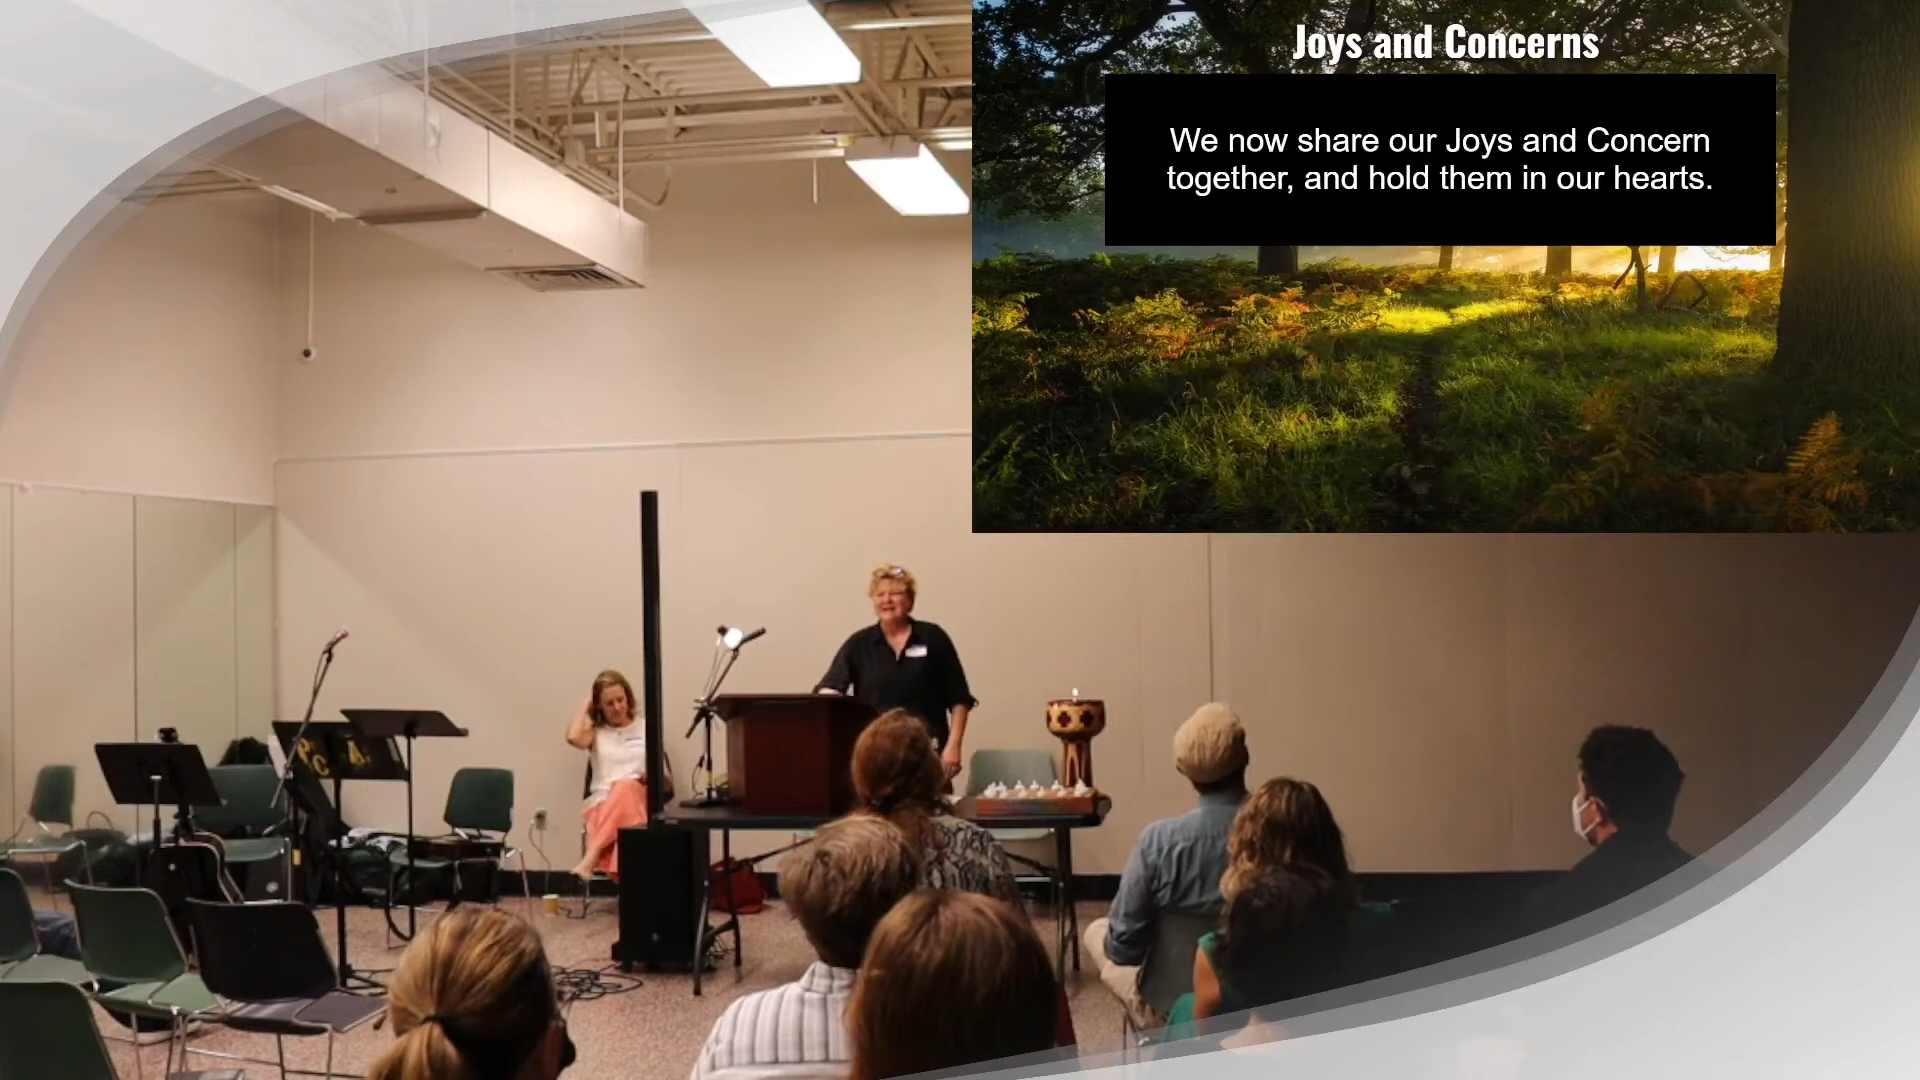 Joys and Concerns
We now share our Joys and Concern
together, and hold them in our hearts.